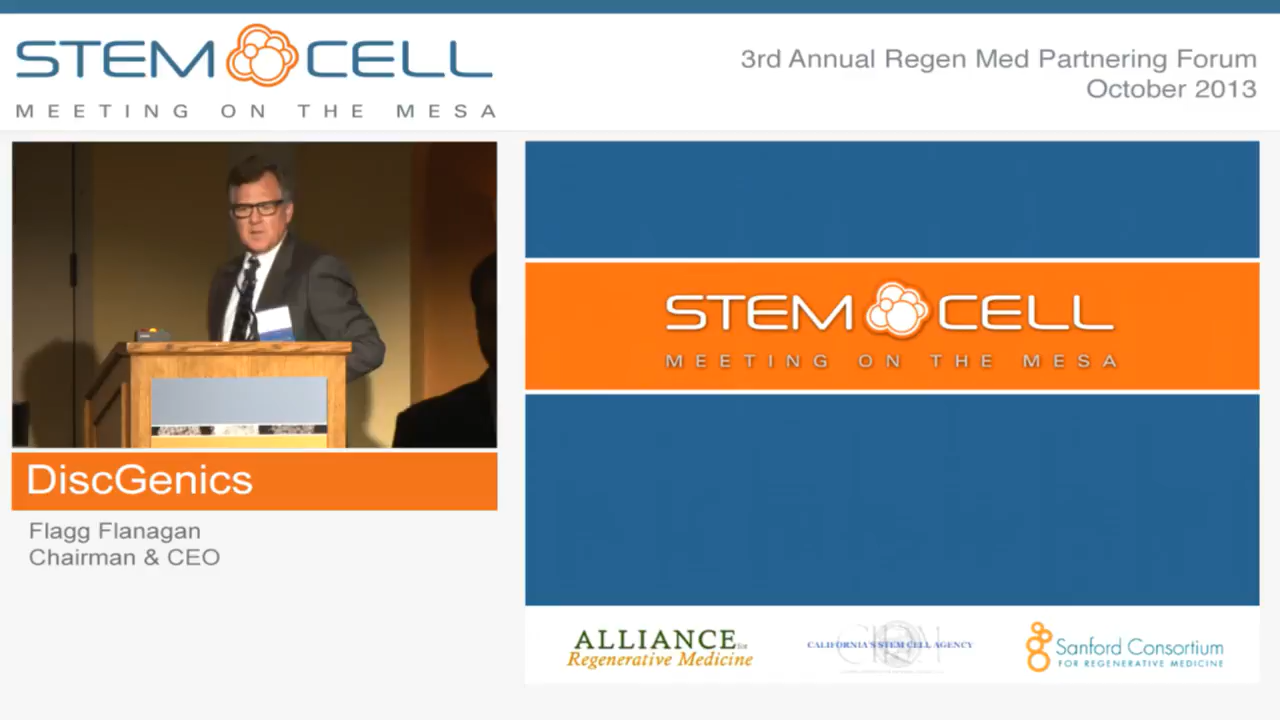 STEM CELL
MEETING ON THE MESA
3rd Annual Regen Med Partnering Forum
October 2013
DiscGenics
Flagg Flanagan
Chairman & CEO
STEM CELL
MEETING ON THE MESA
ALLIANCE for
Regenerative Medicine
CIRM
CALIFORNIA'S STEM CELL AGENCY
Sanford Consortium
FOR REGENERATIVE MEDICINE